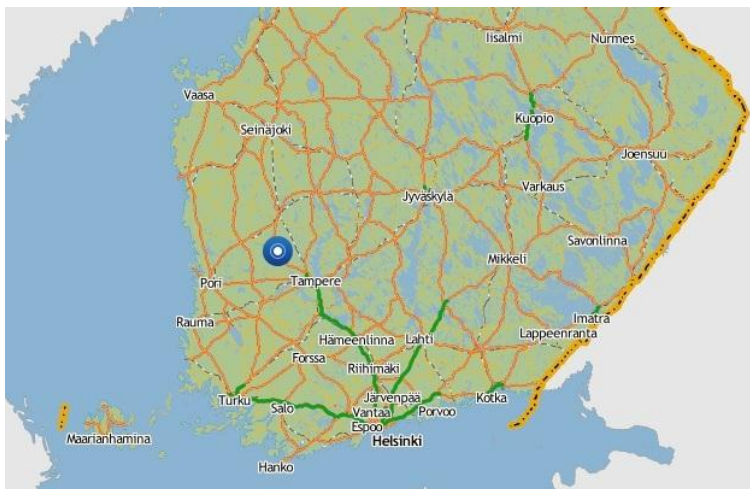 Iisalmi
Nurmes
Vaasa
Kuopio
Seinäjoki
Joensuu
Jyväskylä
Varkaus
Savonlinna
Mikkeli
Pori
Tampere
Imatra
Rauma
Lappeenranta
Hämeenlinna
Lahti
Forssa
Riihimäki
Turku
Järvenpää
Kotka
Salo
Vantaa
Porvoo
Espoo
Maarianhamina
Helsinki
Hanko